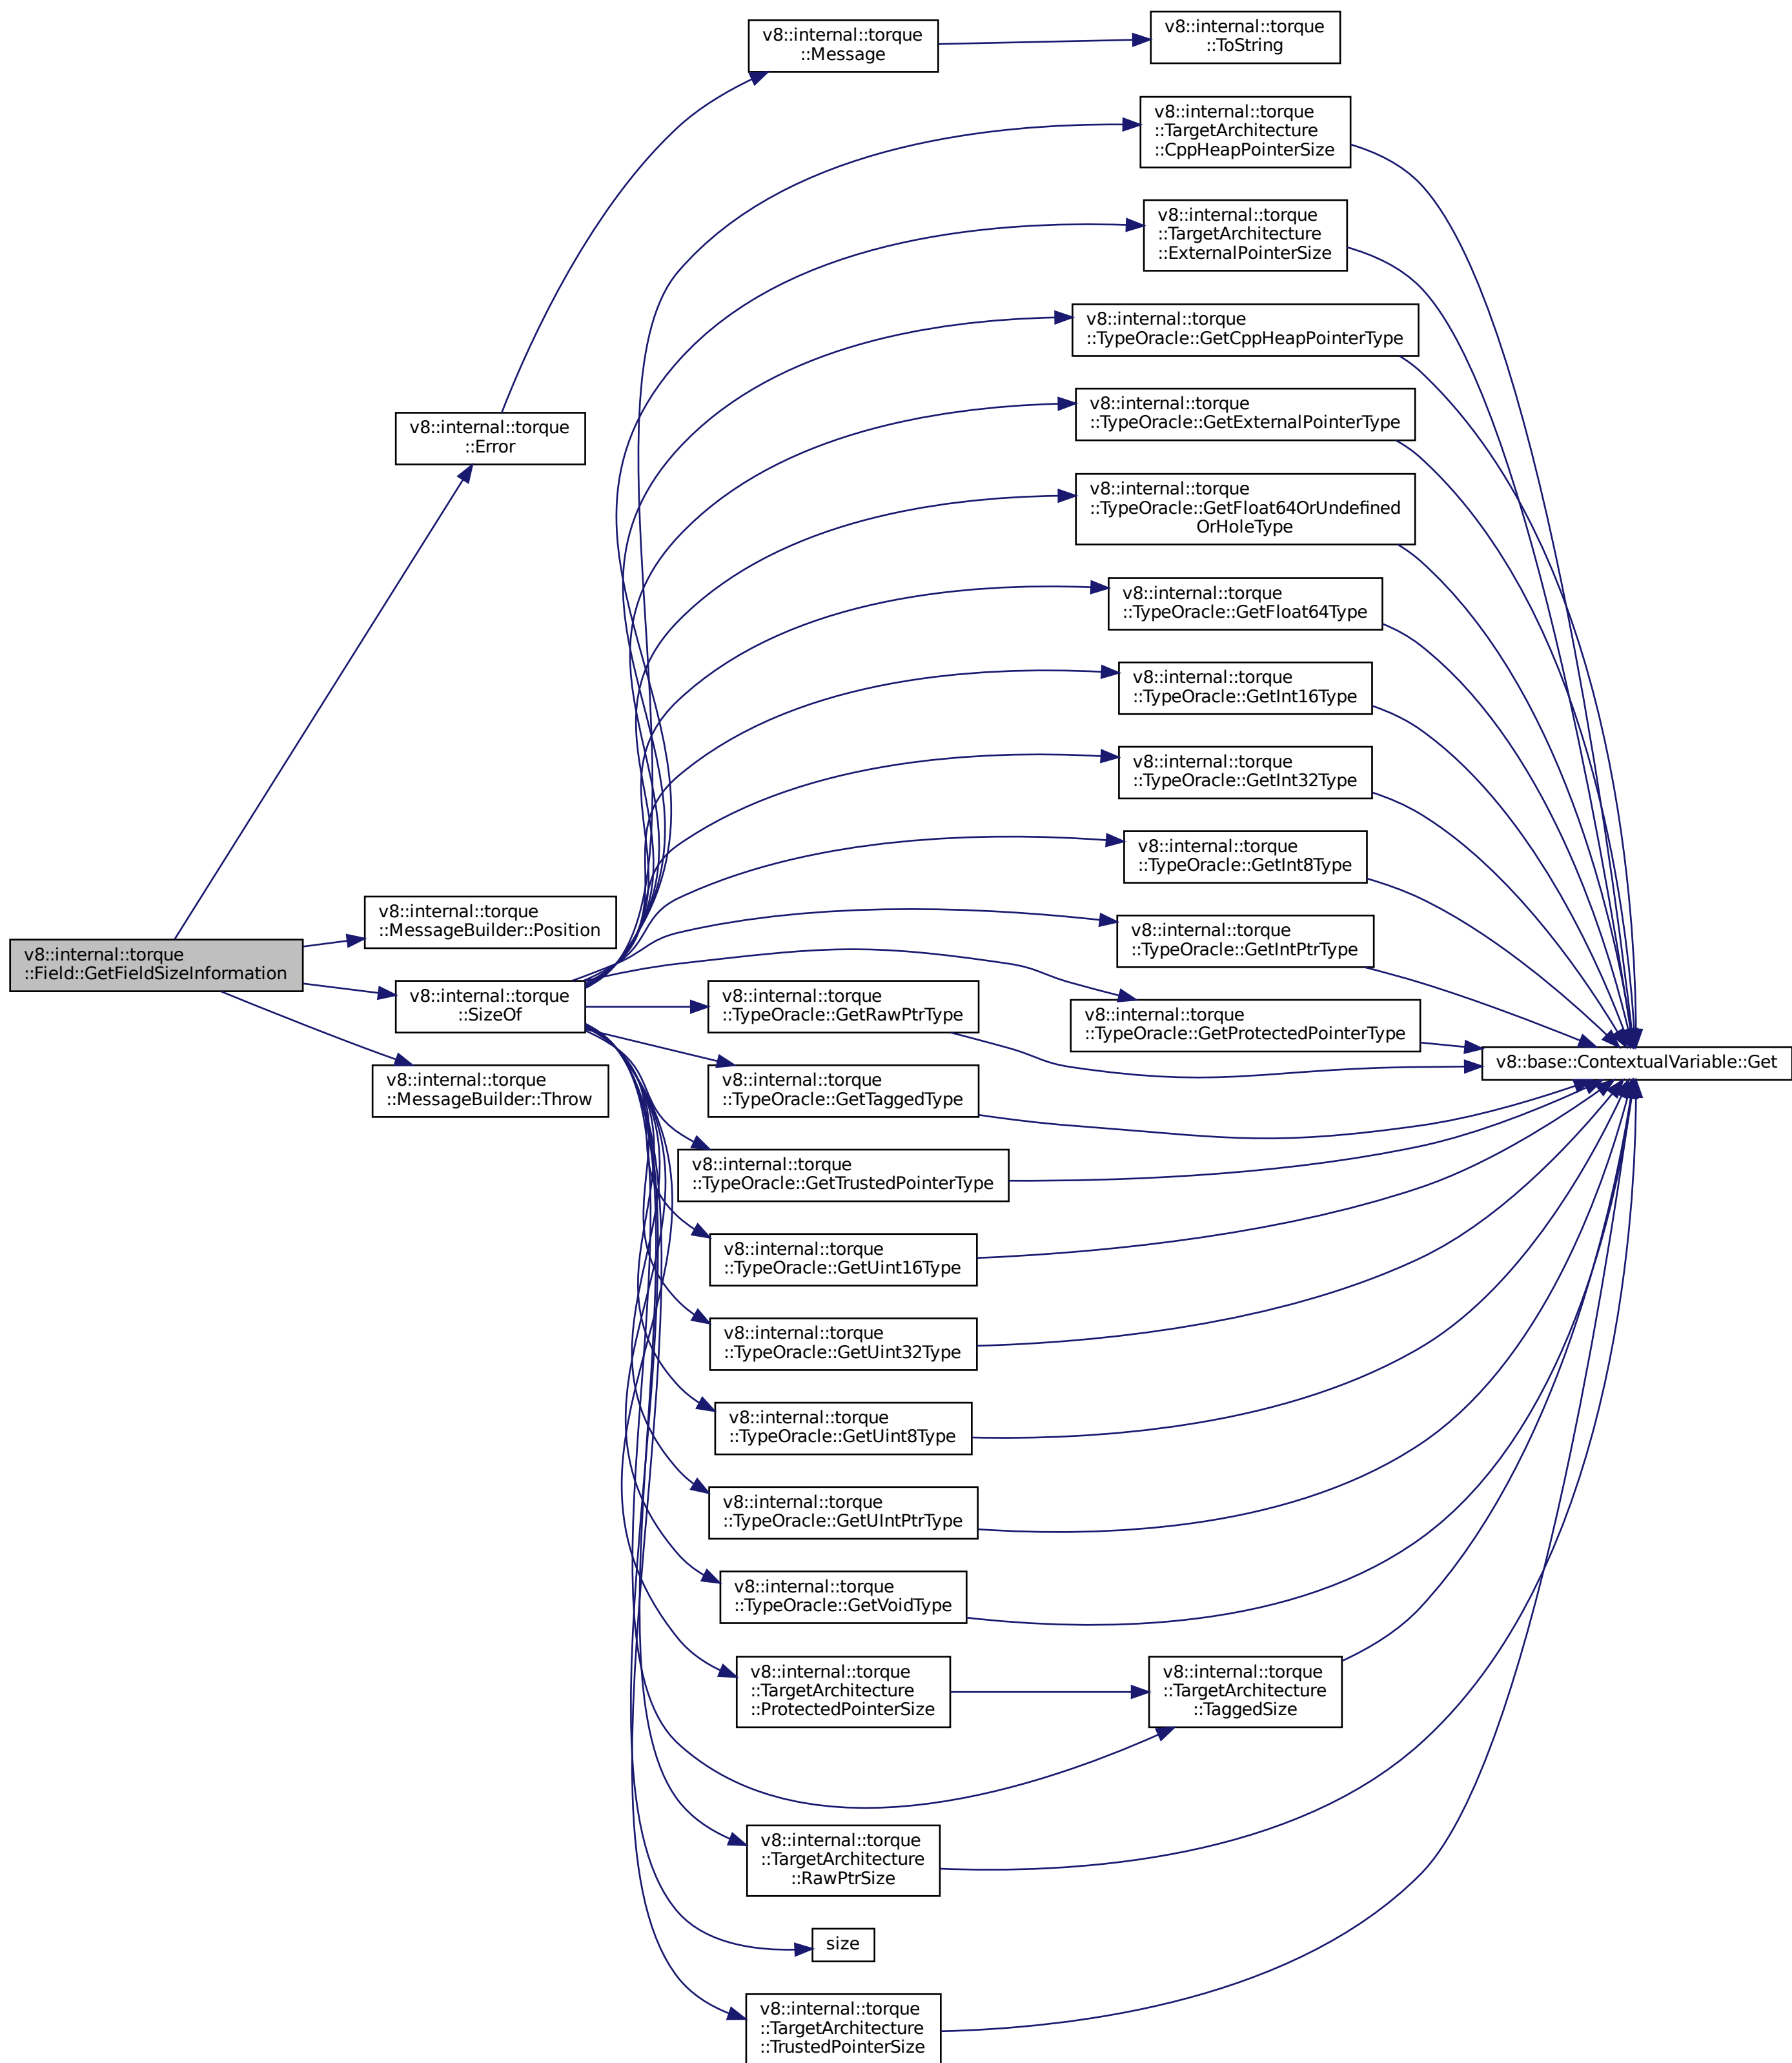 v8::internal::torque
::Message
v8::internal::torque
::ToString
v8::internal::torque
::TargetArchitecture
::CppHeapPointerSize
v8::internal::torque
::TargetArchitecture
::ExternalPointerSize
v8::internal::torque
::TypeOracle::GetCppHeapPointerType
v8::internal::torque
::TypeOracle::GetExternalPointerType
v8::internal::torque
::Error
v8::internal::torque
::TypeOracle::GetFloat64OrUndefined
OrHoleType
v8::internal::torque
::TypeOracle::GetFloat64Type
v8::internal::torque
::TypeOracle::GetInt16Type
v8::internal::torque
::TypeOracle::GetInt32Type
v8::internal::torque
::TypeOracle::GetInt8Type
v8::internal::torque
::MessageBuilder::Position
v8::internal::torque
::TypeOracle::GetIntPtrType
v8::internal::torque
::Field::GetFieldSizeInformation
v8::internal::torque
::SizeOf
v8::internal::torque
::TypeOracle::GetRawPtrType
v8::internal::torque
::TypeOracle::GetProtectedPointerType
v8::base::ContextualVariable::Get
v8::internal::torque
::MessageBuilder::Throw
v8::internal::torque
::TypeOracle::GetTaggedType
v8::internal::torque
::TypeOracle::GetTrustedPointerType
v8::internal::torque
::TypeOracle::GetUint16Type
v8::internal::torque
::TypeOracle::GetUint32Type
v8::internal::torque
::TypeOracle::GetUint8Type
v8::internal::torque
::TypeOracle::GetUIntPtrType
v8::internal::torque
::TypeOracle::GetVoidType
v8::internal::torque
::TargetArchitecture
::ProtectedPointerSize
v8::internal::torque
::TargetArchitecture
::TaggedSize
v8::internal::torque
::TargetArchitecture
::RawPtrSize
size
v8::internal::torque
::TargetArchitecture
::TrustedPointerSize